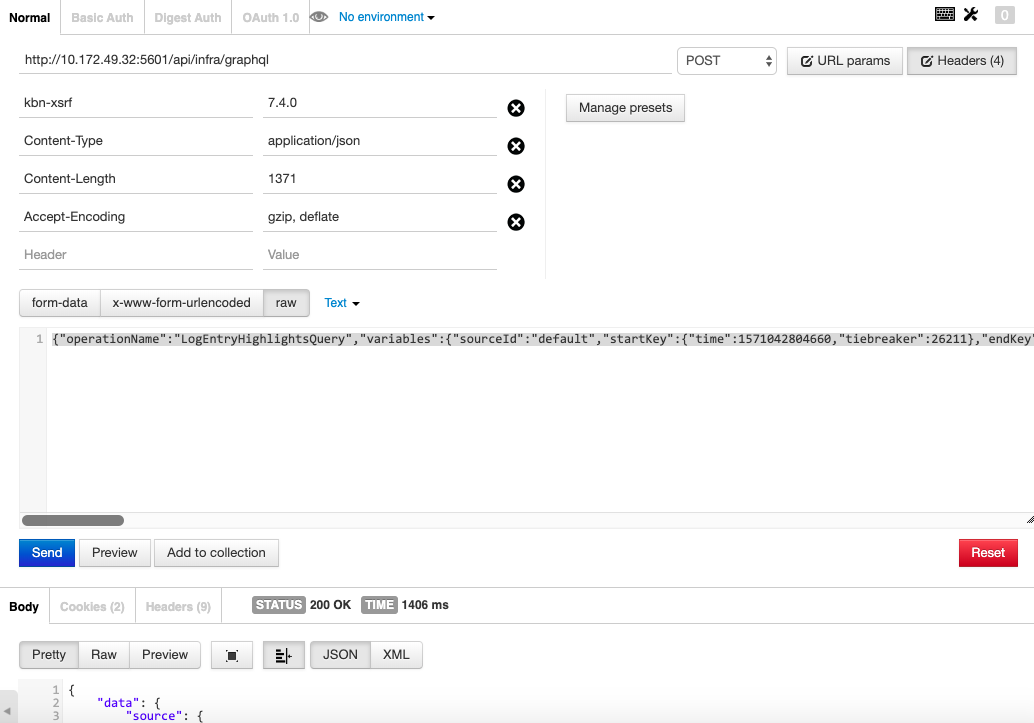 Normal Basic Auth Digest Auth OAuth 1.0 No environment 0
http://10.172.49.32:5601/api/infra/graphql POST URL params Headers (4)
kbn-xsrf 7.4.0 Manage presets
Content-Type application/json
Content-Length 1371
Accept-Encoding gzip, deflate
Header Value
form-data x-www-form-urlencoded raw Text
1 {"operationName":"LogEntryHighlightsQuery","variables":{"sourceId":"default","startKey":{"time":1571042804660,"tiebreaker":26211},"endKey"
Send Preview Add to collection Reset
Body Cookies (2) Headers (9) STATUS 200 OK TIME 1406 ms
Pretty Raw Preview JSON XML
1 {
2 "data": {
3 "source": {